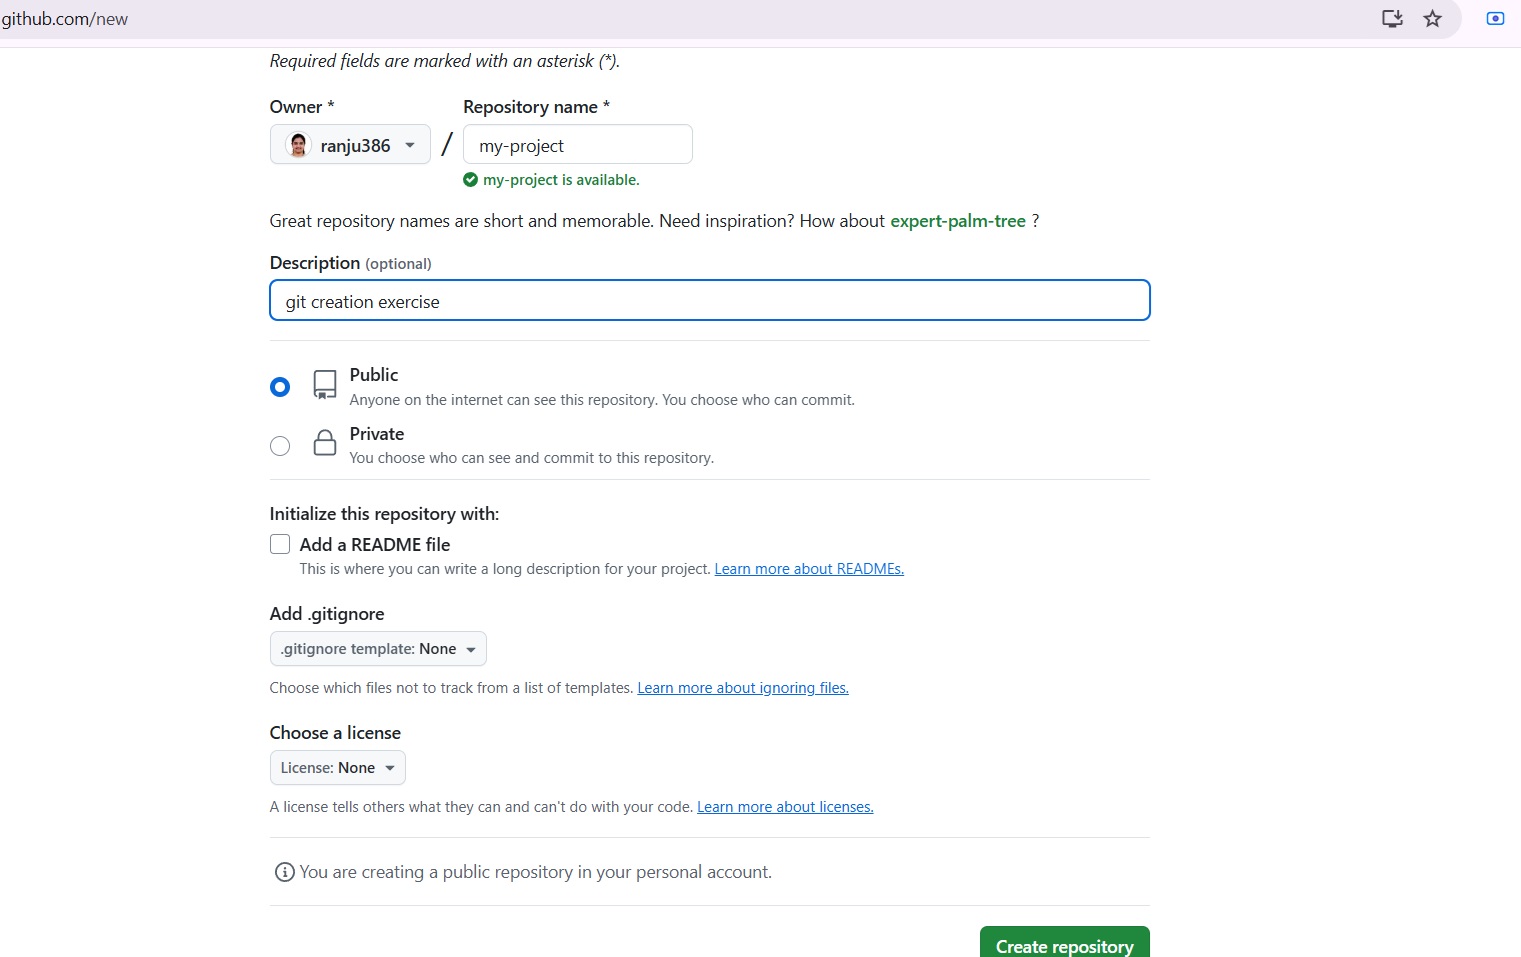 github.com/new
Required fields are marked with an asterisk (*).
Owner *
Repository name *
ranju386
/
my-project
my-project is available.
Great repository names are short and memorable. Need inspiration? How about expert-palm-tree ?
Description (optional)
git creation exercise
Public
Anyone on the internet can see this repository. You choose who can commit.
Private
You choose who can see and commit to this repository.
Initialize this repository with:
Add a README file
This is where you can write a long description for your project. Learn more about READMEs.
Add .gitignore
.gitignore template: None
Choose which files not to track from a list of templates. Learn more about ignoring files.
Choose a license
License: None
A license tells others what they can and can't do with your code. Learn more about licenses.
You are creating a public repository in your personal account.
Create repository